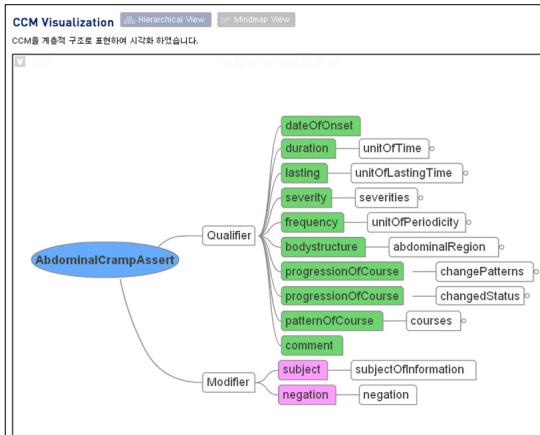 CCM Visualization Hierarchical View Mindmap View
CCM을 계층적 구조로 표현하여 시각화 하였습니다.
dateOfOnset
duration unitOfTime
lasting unitOfLastingTime
severity severities
Qualifier frequency unitOfPeriodicity
bodystructure abdominalRegion
AbdominalCrampAssert
progressionOfCourse changePatterns
progressionOfCourse changedStatus
patternOfCourse courses
comment
subject subjectOfInformation
Modifier
negation negation